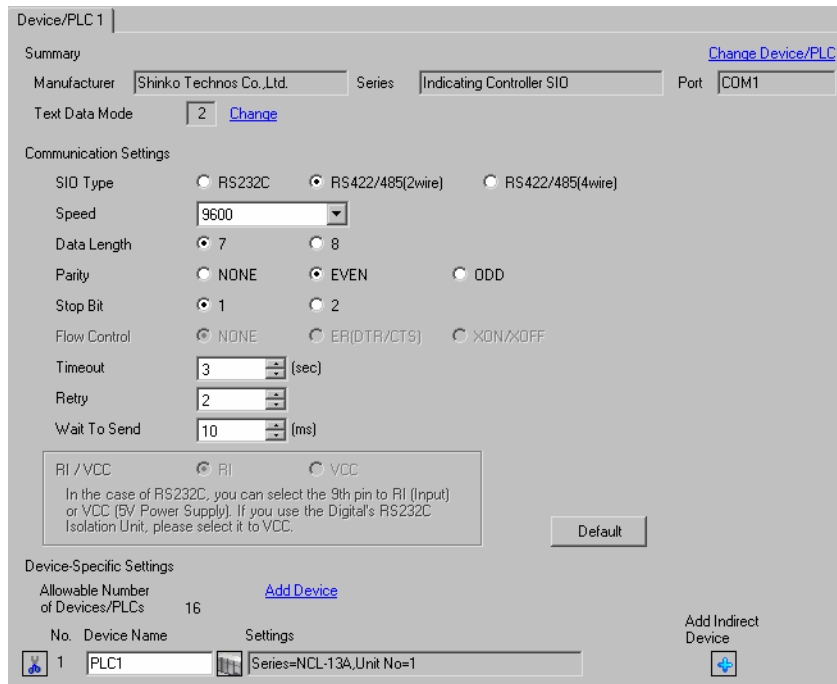 Device/PLC 1
Summary
Change Device/PLC
Manufacturer Shinko Technos Co.,Ltd. Series Indicating Controller SIO Port COM1
Text Data Mode 2 Change
Communication Settings
SIO Type RS232C RS422/485(2wire) RS422/485(4wire)
Speed 9600
Data Length 7 8
Parity NONE EVEN ODD
Stop Bit 1 2
Flow Control NONE ER(DTR/CTS) XON/XOFF
Timeout 3 (sec)
Retry 2
Wait To Send 10 (ms)
RI / VCC RI VCC
In the case of RS232C, you can select the 9th pin to RI (Input)
or VCC (5V Power Supply). If you use the Digital's RS232C
Isolation Unit, please select it to VCC.
Default
Device-Specific Settings
Allowable Number
of Devices/PLCs 16
Add Device
Add Indirect
Device
No. Device Name Settings
1 PLC1 Series=NCL-13A,Unit No=1